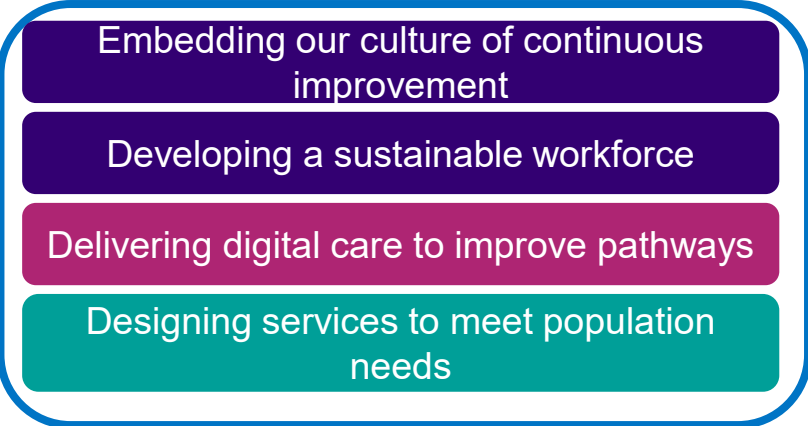 Embedding our culture of continuous
improvement
Developing a sustainable workforce
Delivering digital care to improve pathways
Designing services to meet population
needs